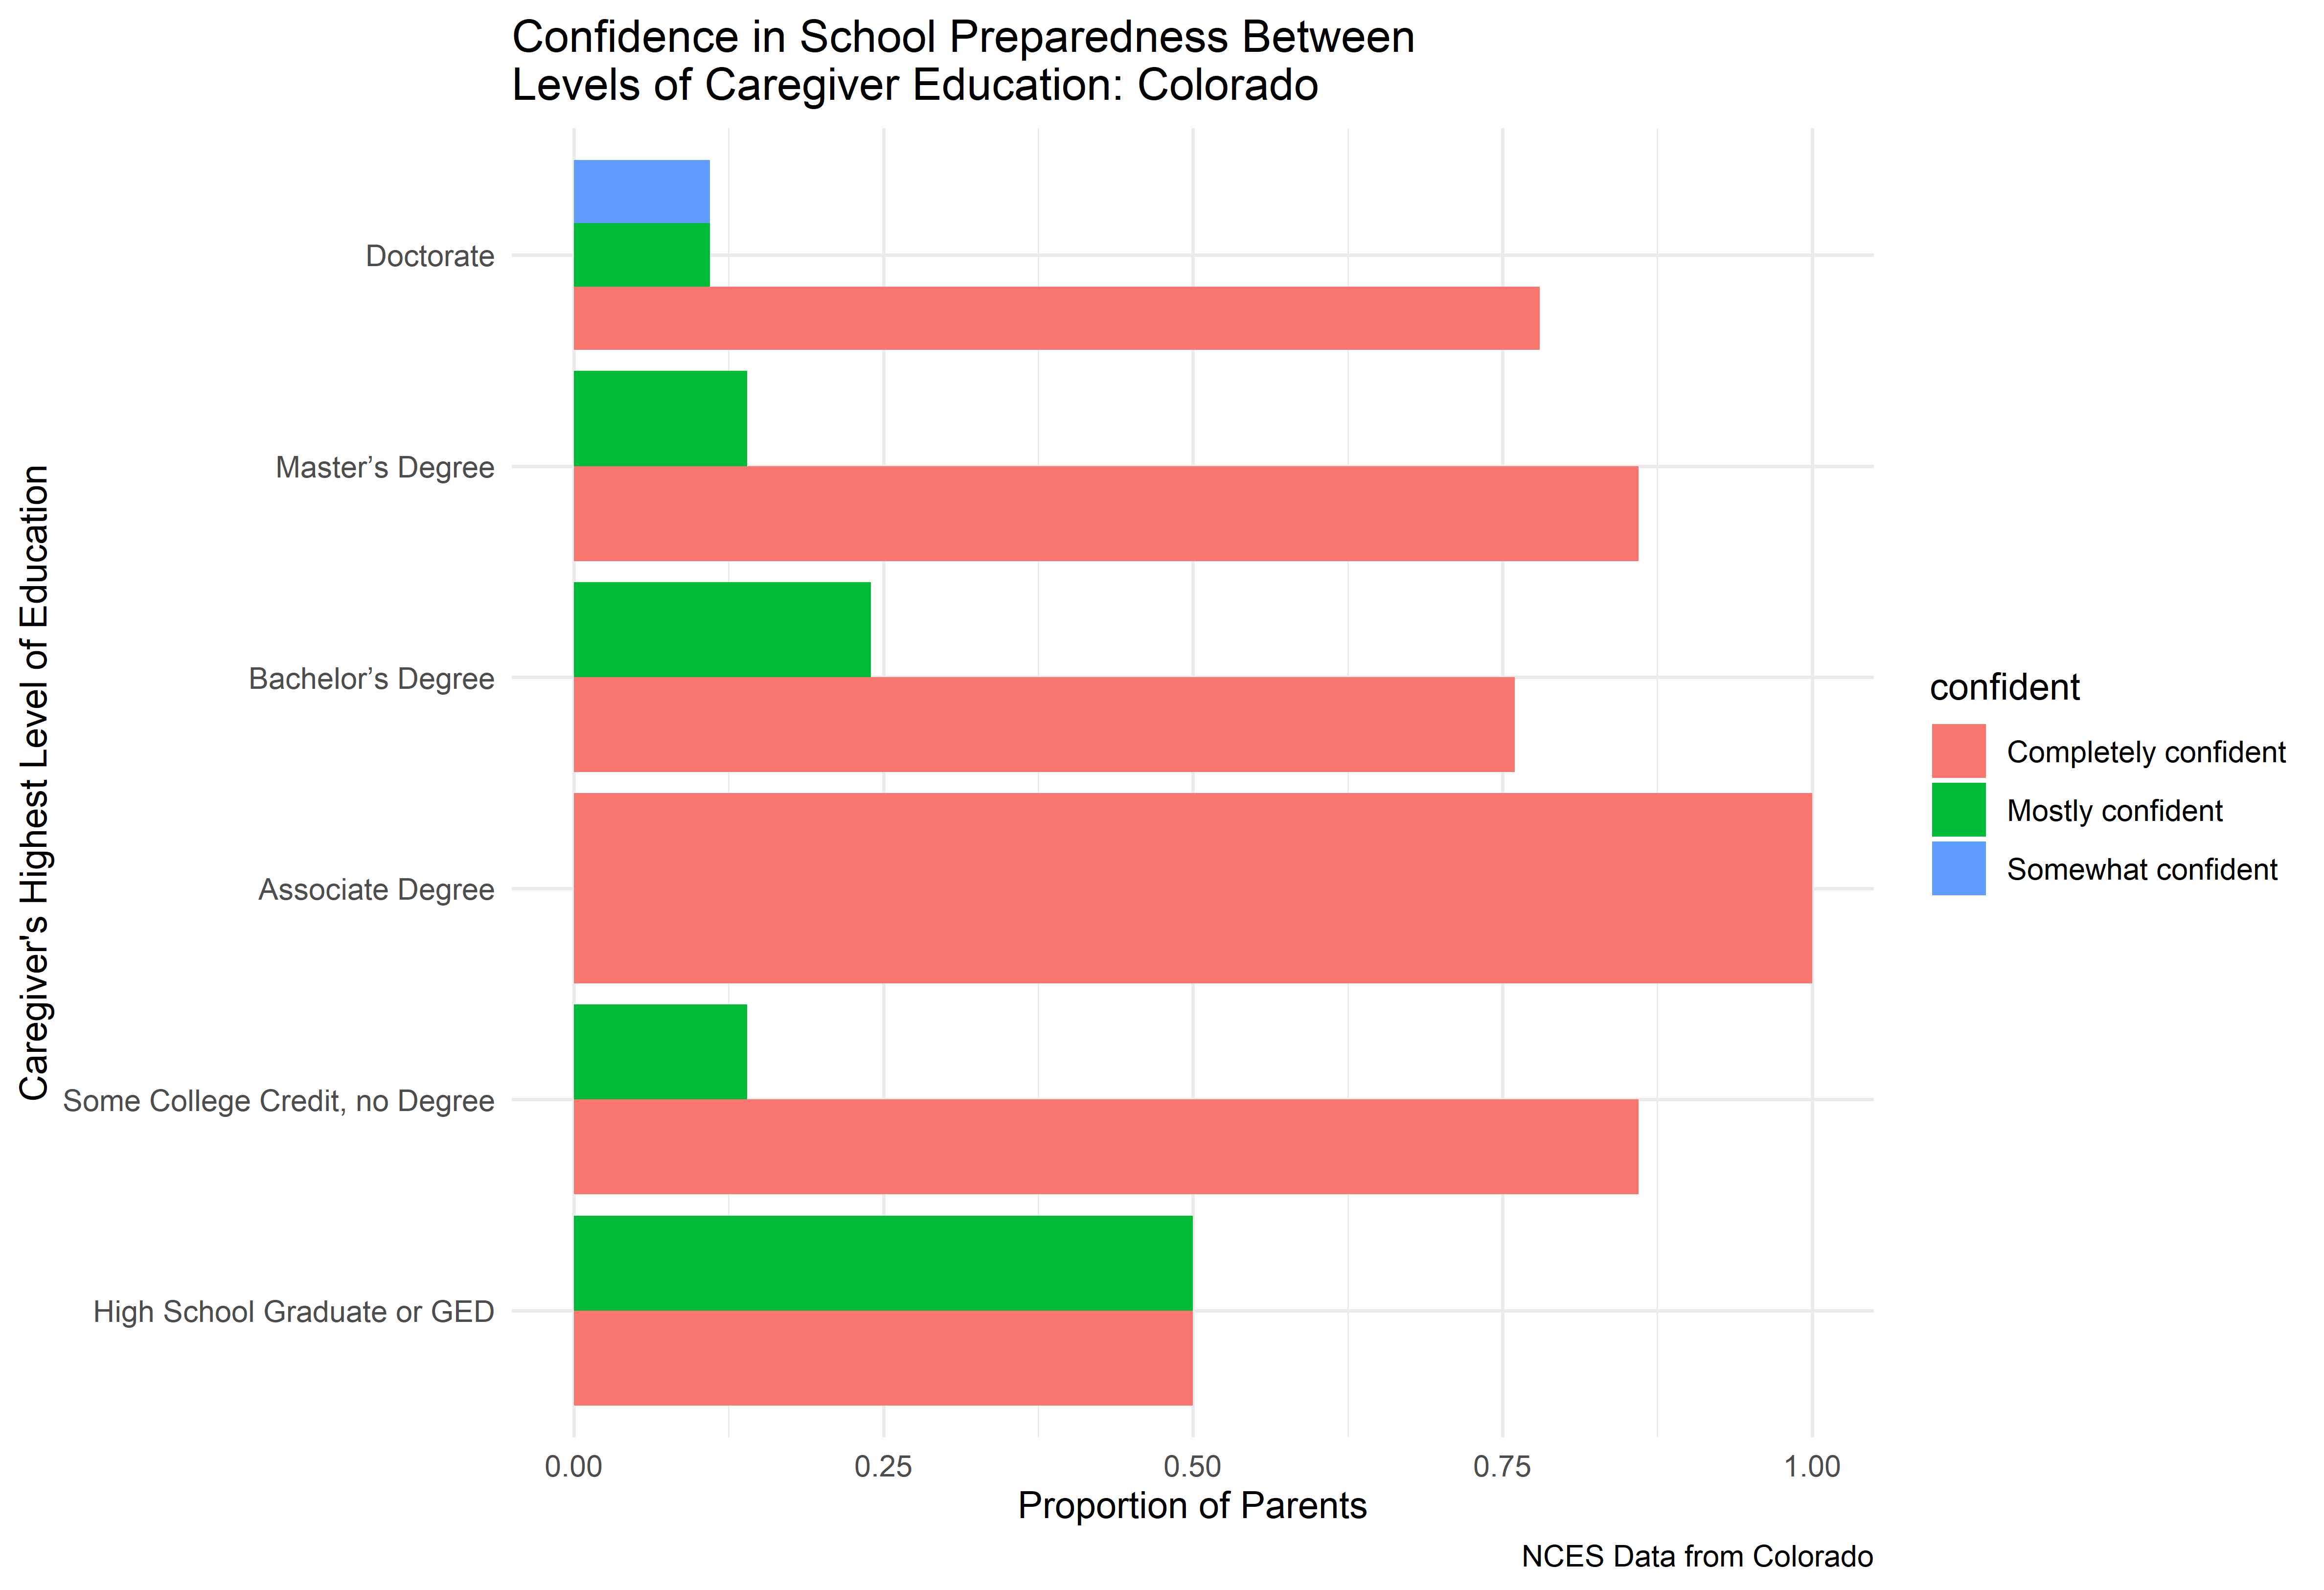 Confidence in School Preparedness Between
Levels of Caregiver Education: Colorado
Caregiver's Highest Level of Education
Doctorate
Master’s Degree
Bachelor’s Degree
Associate Degree
Some College Credit, no Degree
High School Graduate or GED
0.00
0.25
0.50
0.75
1.00
Proportion of Parents
confident
Completely confident
Mostly confident
Somewhat confident
NCES Data from Colorado